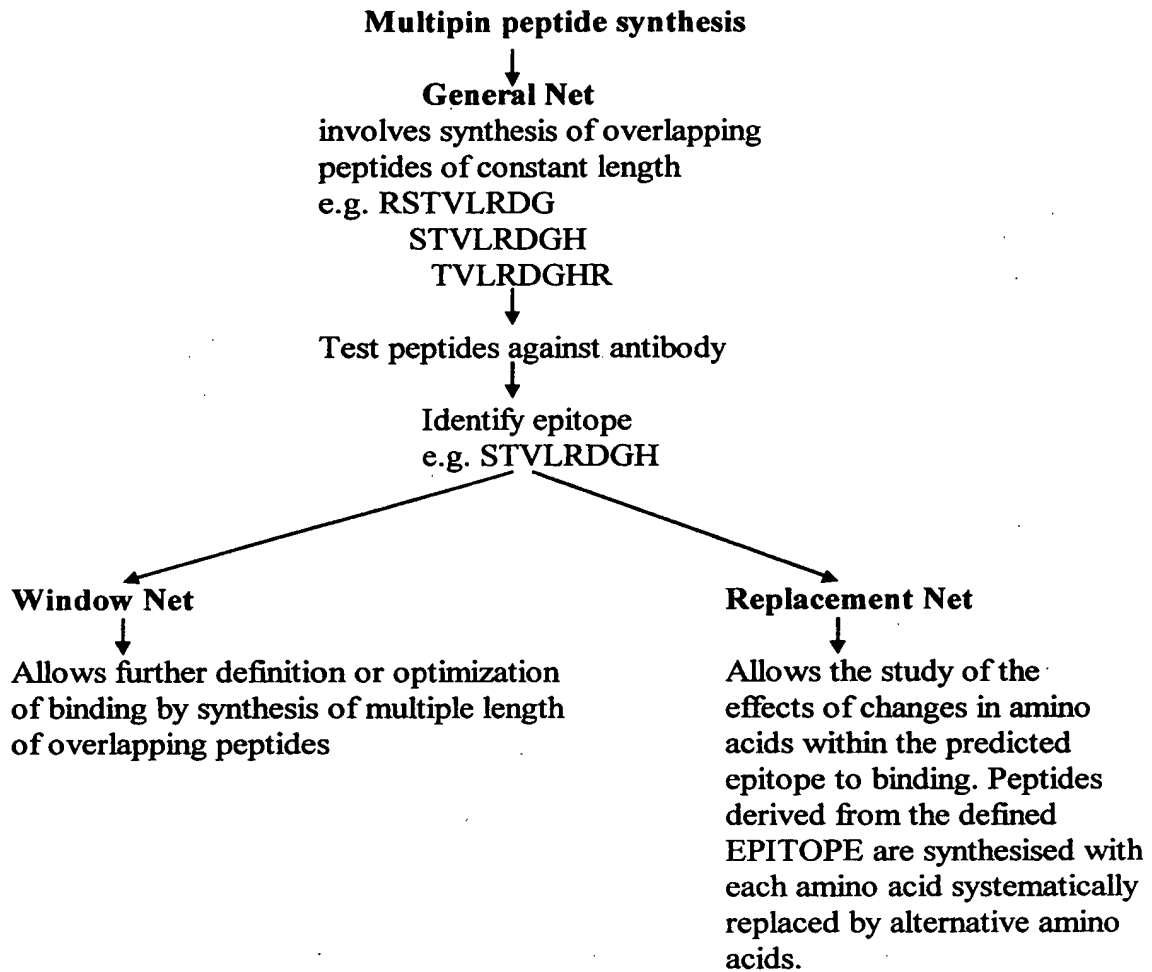 Multipin peptide synthesis
General Net
involves synthesis of overlapping
peptides of constant length
e.g. RSTVLRDG
STVLRDGH
TVLRDGHR
Test peptides against antibody
Identify epitope
e.g. STVLRDGH
Window Net
Allows further definition or optimization
of binding by synthesis of multiple length
of overlapping peptides
Replacement Net
Allows the study of the
effects of changes in amino
acids within the predicted
epitope to binding. Peptides
derived from the defined
EPITOPE are synthesised with
each amino acid systematically
replaced by alternative amino
acids.